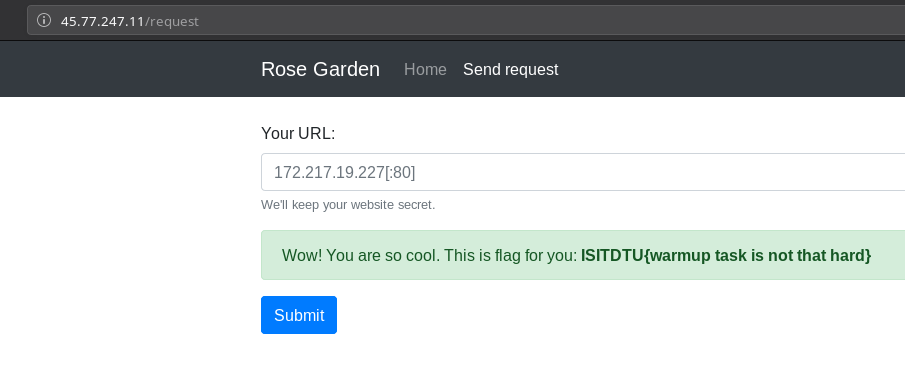 45.77.247.11/request
Rose Garden Home Send request
Your URL:
172.217.19.227[:80]
We'll keep your website secret.
Wow! You are so cool. This is flag for you: ISITDTU{warmup task is not that hard}
Submit